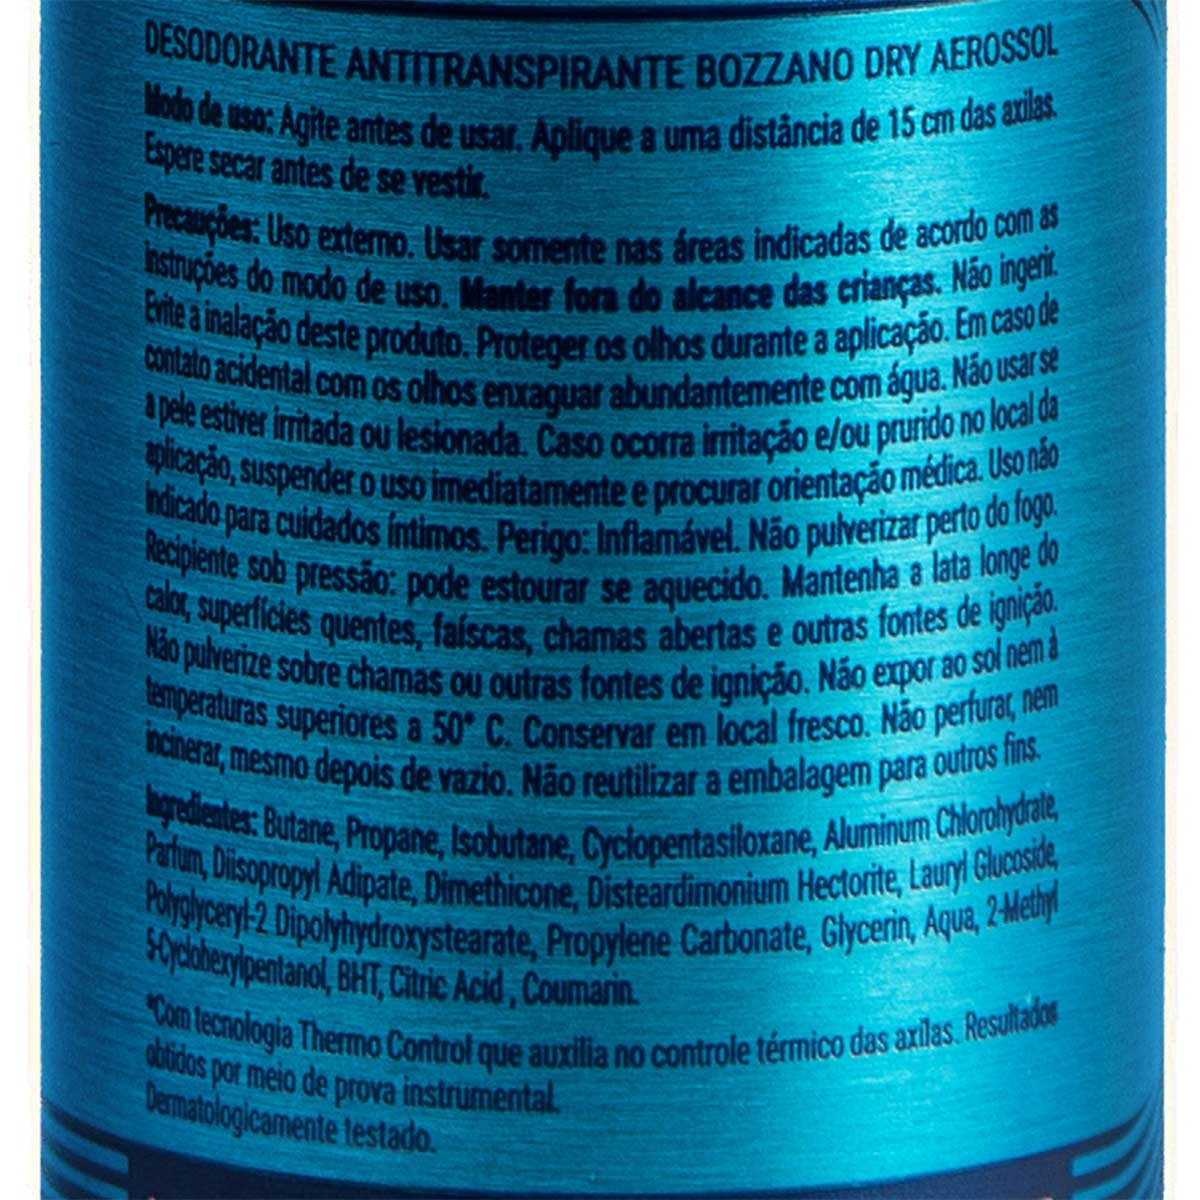 DESODORANTE ANTITRANSPIRANTE BOZZANO DRY AEROSSOL
Modo de uso: Agite antes de usar. Aplique a uma distância de 15 cm das axilas.
Espere secar antes de se vestir.
Precauções: Uso externo. Usar somente nas áreas indicadas de acordo com as
instruções do modo de uso. Manter fora do alcance das crianças. Não ingerir.
Evite a inalação deste produto. Proteger os olhos durante a aplicação. Em caso de
contato acidental com os olhos enxaguar abundantemente com água. Não usar se
a pele estiver irritada ou lesionada. Caso ocorra irritação e/ou prurido no local da
aplicação, suspender o uso imediatamente e procurar orientação médica. Uso não
indicado para cuidados íntimos. Perigo: Inflamável. Não pulverizar perto do fogo.
Recipiente sob pressão: pode estourar se aquecido. Mantenha a lata longe do
calor, superfícies quentes, faíscas, chamas abertas e outras fontes de ignição.
Não pulverize sobre chamas ou outras fontes de ignição. Não expor ao sol nem à
temperaturas superiores a 50° C. Conservar em local fresco. Não perfurar, nem
incinerar, mesmo depois de vazio. Não reutilizar a embalagem para outros fins.
Ingredientes: Butane, Propane, Isobutane, Cyclopentasiloxane, Aluminum Chlorohydrate,
Parfum, Diisopropyl Adipate, Dimethicone, Disteardimonium Hectorite, Lauryl Glucoside,
Polyglyceryl-2 Dipolyhydroxystearate, Propylene Carbonate, Glycerin, Aqua, 2-Methyl
5-Cyclohexylpentanol, BHT, Citric Acid , Coumarin.
*Com tecnologia Thermo Control que auxilia no controle térmico das axilas. Resultados
obtidos por meio de prova instrumental.
Dermatologicamente testado.